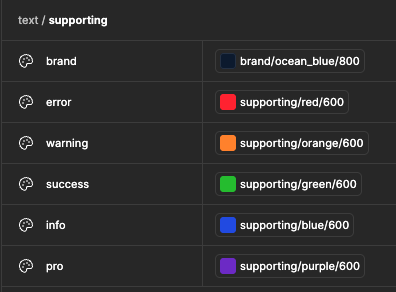 text / supporting
brand brand/ocean_blue/800
error supporting/red/600
warning supporting/orange/600
success supporting/green/600
info supporting/blue/600
pro supporting/purple/600